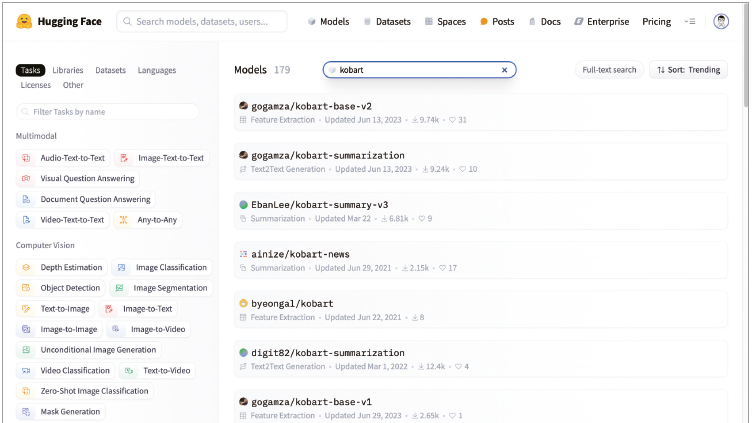 Hugging Face
Search models, datasets, users...
Models
Datasets
Spaces
Posts
Docs
Enterprise
Pricing
Tasks Libraries Datasets Languages
Licenses Other
Filter Tasks by name
Multimodal
Audio-Text-to-Text Image-Text-to-Text
Visual Question Answering
Document Question Answering
Video-Text-to-Text Any-to-Any
Computer Vision
Depth Estimation Image Classification
Object Detection Image Segmentation
Text-to-Image Image-to-Text
Image-to-Image Image-to-Video
Unconditional Image Generation
Video Classification Text-to-Video
Zero-Shot Image Classification
Mask Generation
Models 179
kobart
Full-text search
Sort: Trending
gogamza/kobart-base-v2
Feature Extraction • Updated Jun 13, 2023 • 9.74k • 31
gogamza/kobart-summarization
Text2Text Generation • Updated Jun 13, 2023 • 9.24k • 10
EbanLee/kobart-summary-v3
Summarization • Updated Mar 22 • 6.81k • 9
ainize/kobart-news
Summarization • Updated Jun 29, 2021 • 2.15k • 17
byeongal/kobart
Feature Extraction • Updated Jun 22, 2021 • 8
digit82/kobart-summarization
Text2Text Generation • Updated Mar 1, 2022 • 12.4k • 4
gogamza/kobart-base-v1
Feature Extraction • Updated Jun 29, 2023 • 2.65k • 1